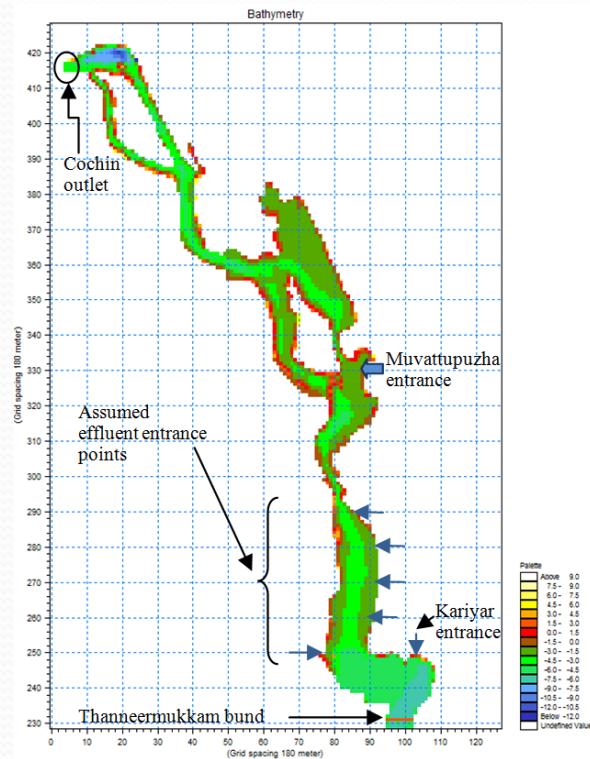 Bathymetry
420
410
400
390
380
370
360
350
340
330
320
310
300
290
280
270
260
250
240
230
(Grid spacing 180 meter)
Cochin
outlet
Muvattupuzha
entrance
Assumed
effluent entrance
points
Kariyar
entrance
Thanneermukkam bund
0 10 20 30 40 50 60 70 80 90 100 110 120
(Grid spacing 180 meter)
Palette
Above 9.0
7.5 - 9.0
6.0 - 7.5
4.5 - 6.0
3.0 - 4.5
1.5 - 3.0
0.0 - 1.5
-1.5 - 0.0
-3.0 - -1.5
-4.5 - -3.0
-6.0 - -4.5
-7.5 - -6.0
-9.0 - -7.5
-10.5 - -9.0
-12.0 - -10.5
Below -12.0
Undefined Value